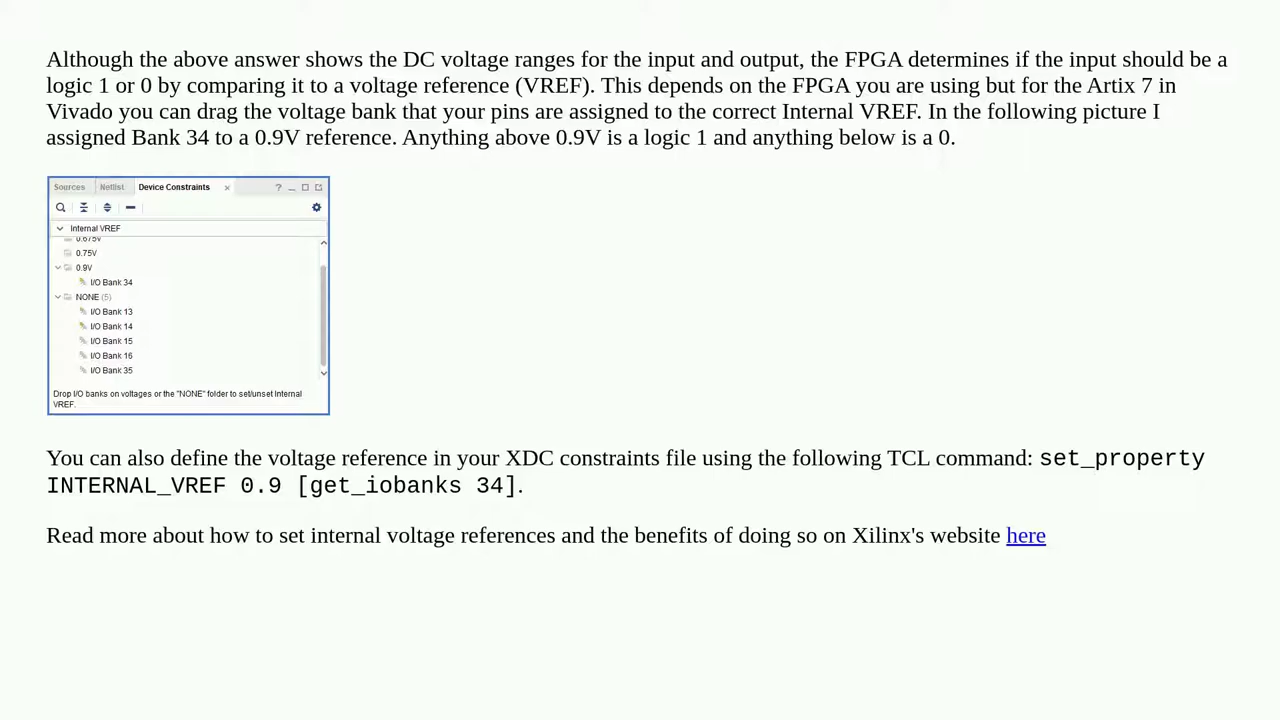 Although the above answer shows the DC voltage ranges for the input and output, the FPGA determines if the input should be a
logic 1 or 0 by comparing it to a voltage reference (VREF). This depends on the FPGA you are using but for the Artix 7 in
Vivado you can drag the voltage bank that your pins are assigned to the correct Internal VREF. In the following picture I
assigned Bank 34 to a 0.9V reference. Anything above 0.9V is a logic 1 and anything below is a 0.
Sources Netlist Device Constraints × ? _
Internal VREF
0.675V
0.75V
0.9V
I/O Bank 34
NONE (5)
I/O Bank 13
I/O Bank 14
I/O Bank 15
I/O Bank 16
I/O Bank 35
Drop I/O banks on voltages or the "NONE" folder to set/unset Internal
VREF.
You can also define the voltage reference in your XDC constraints file using the following TCL command: set_property
INTERNAL_VREF 0.9 [get_iobanks 34].
Read more about how to set internal voltage references and the benefits of doing so on Xilinx's website here